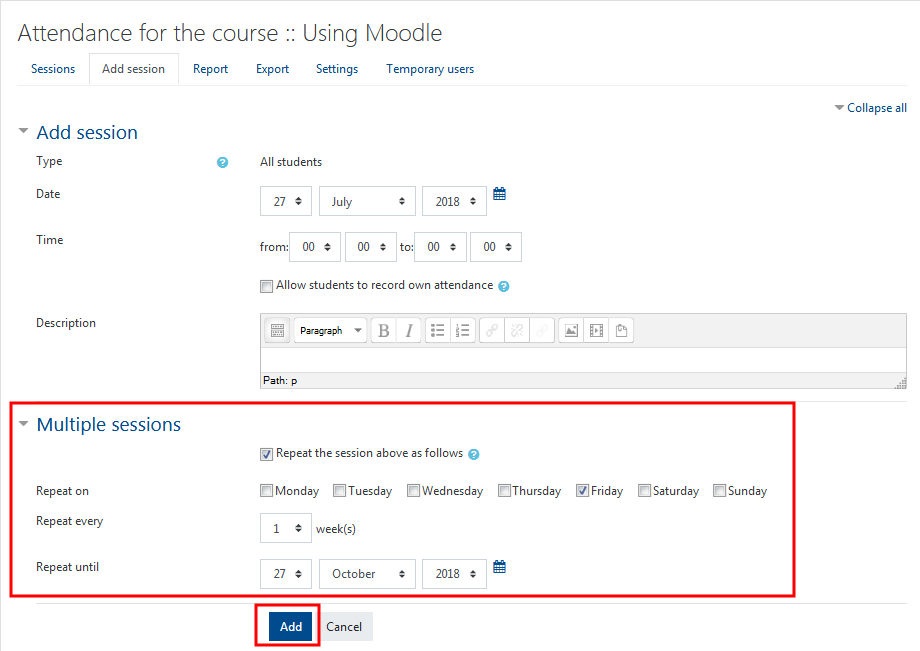 Attendance for the course :: Using Moodle
Sessions Add session Report Export Settings Temporary users
Collapse all
Add session
Type ? All students
Date 27 July 2018
Time from: 00 00 to: 00 00
Allow students to record own attendance ?
Description Paragraph B I
Path: p
Multiple sessions
Repeat the session above as follows ?
Repeat on Monday Tuesday Wednesday Thursday Friday Saturday Sunday
Repeat every 1 week(s)
Repeat until 27 October 2018
Add Cancel